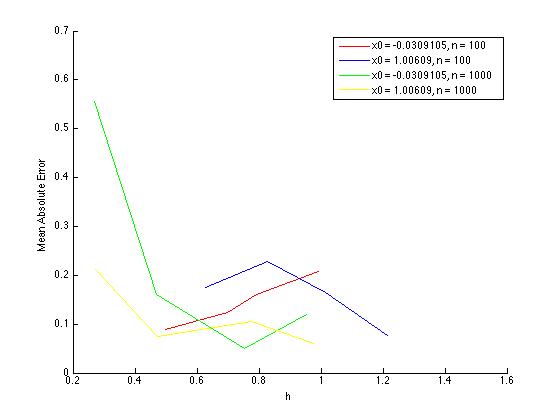 0.7
0.6
0.5
0.4
0.3
0.2
0.1
0
Mean Absolute Error
0.2 0.4 0.6 0.8 1 1.2 1.4 1.6
h
x0 = -0.0309105, n = 100
x0 = 1.00609, n = 100
x0 = -0.0309105, n = 1000
x0 = 1.00609, n = 1000